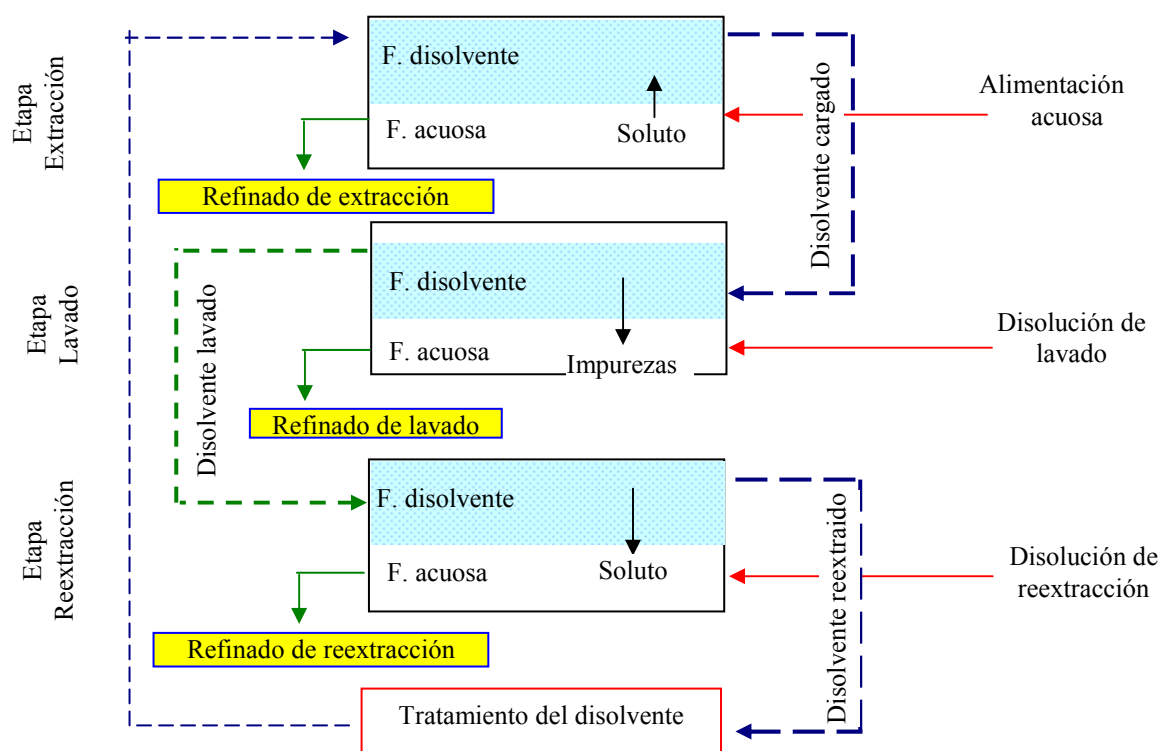 Etapa
Extracción
F. disolvente
F. acuosa
Soluto
Refinado de extracción
Disolvente cargado
Alimentación
acuosa
Etapa
Lavado
Disolvente lavado
F. disolvente
F. acuosa
Impurezas
Refinado de lavado
Disolución de
lavado
Etapa
Reextracción
F. disolvente
F. acuosa
Soluto
Refinado de reextracción
Disolvente reextraido
Disolución de
reextracción
Tratamiento del disolvente